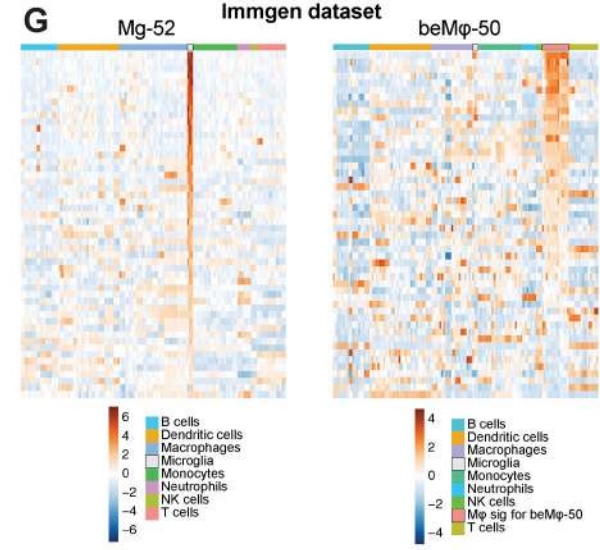 G
Immgen dataset
Mg-52
beMφ-50
6
4
2
0
−2
−4
−6
B cells
Dendritic cells
Macrophages
Microglia
Monocytes
Neutrophils
NK cells
T cells
4
2
0
−2
−4
B cells
Dendritic cells
Macrophages
Microglia
Monocytes
Neutrophils
NK cells
Mφ sig for beMφ-50
T cells